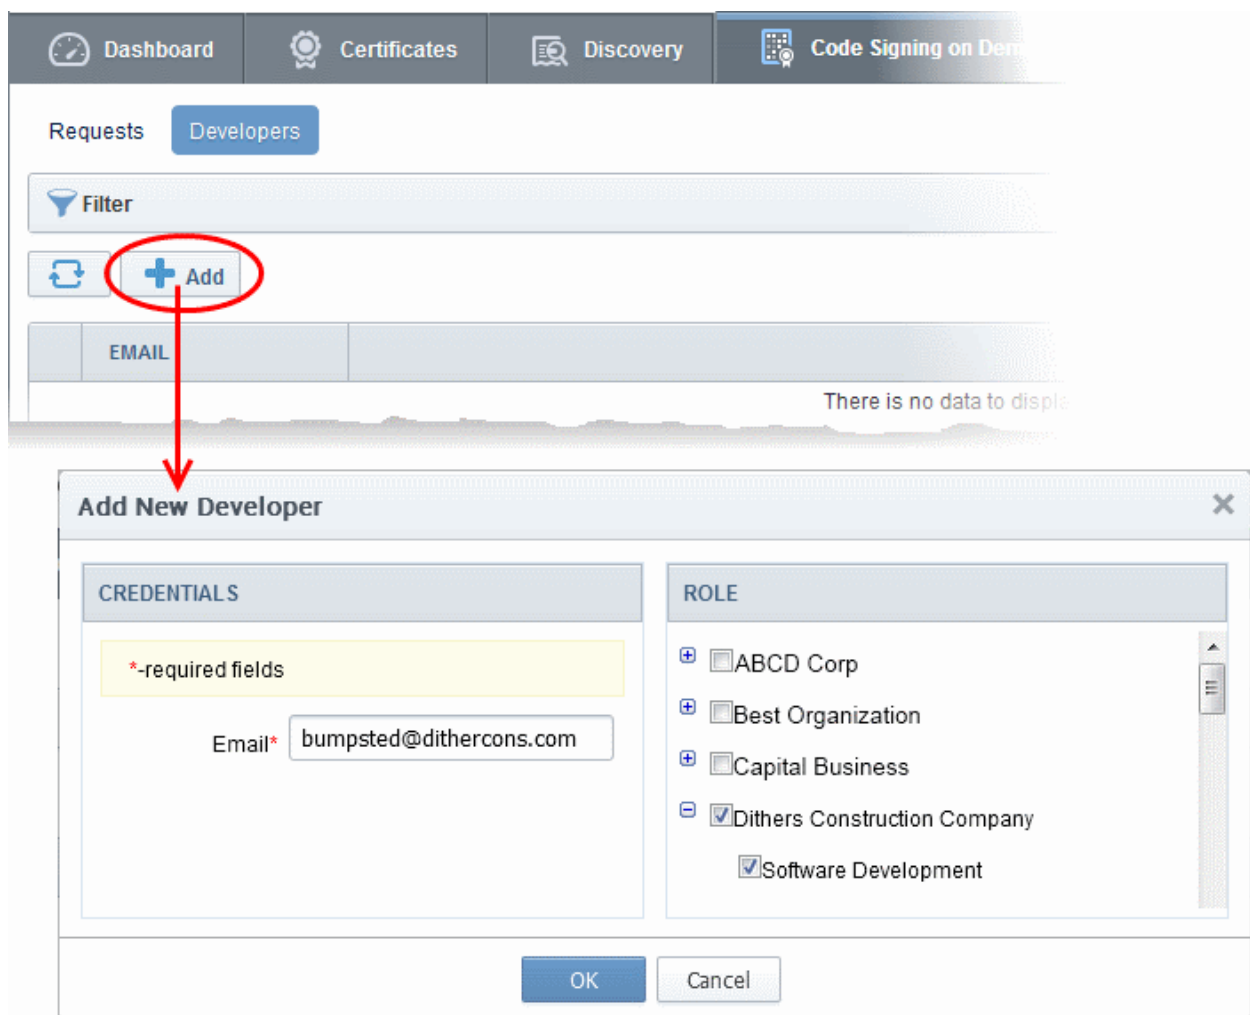 Dashboard Certificates Discovery Code Signing on Dem
Requests Developers
Filter
Add
EMAIL
There is no data to displa
Add New Developer
CREDENTIALS ROLE
*-required fields
Email* bumpsted@dithercons.com
ABCD Corp
Best Organization
Capital Business
Dithers Construction Company
Software Development
OK Cancel